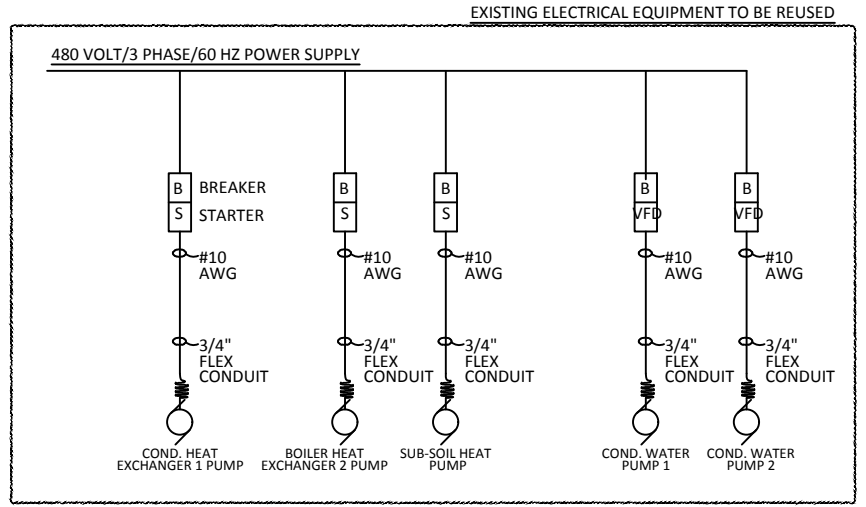 EXISTING ELECTRICAL EQUIPMENT TO BE REUSED
480 VOLT/3 PHASE/60 HZ POWER SUPPLY
B BREAKER
S STARTER
B
S
B
S
B
VFD
B
VFD
#10
AWG
#10
AWG
#10
AWG
#10
AWG
#10
AWG
3/4"
FLEX
CONDUIT
3/4"
FLEX
CONDUIT
3/4"
FLEX
CONDUIT
3/4"
FLEX
CONDUIT
3/4"
FLEX
CONDUIT
COND. HEAT
EXCHANGER 1 PUMP
BOILER HEAT
EXCHANGER 2 PUMP
SUB-SOIL HEAT
PUMP
COND. WATER
PUMP 1
COND. WATER
PUMP 2